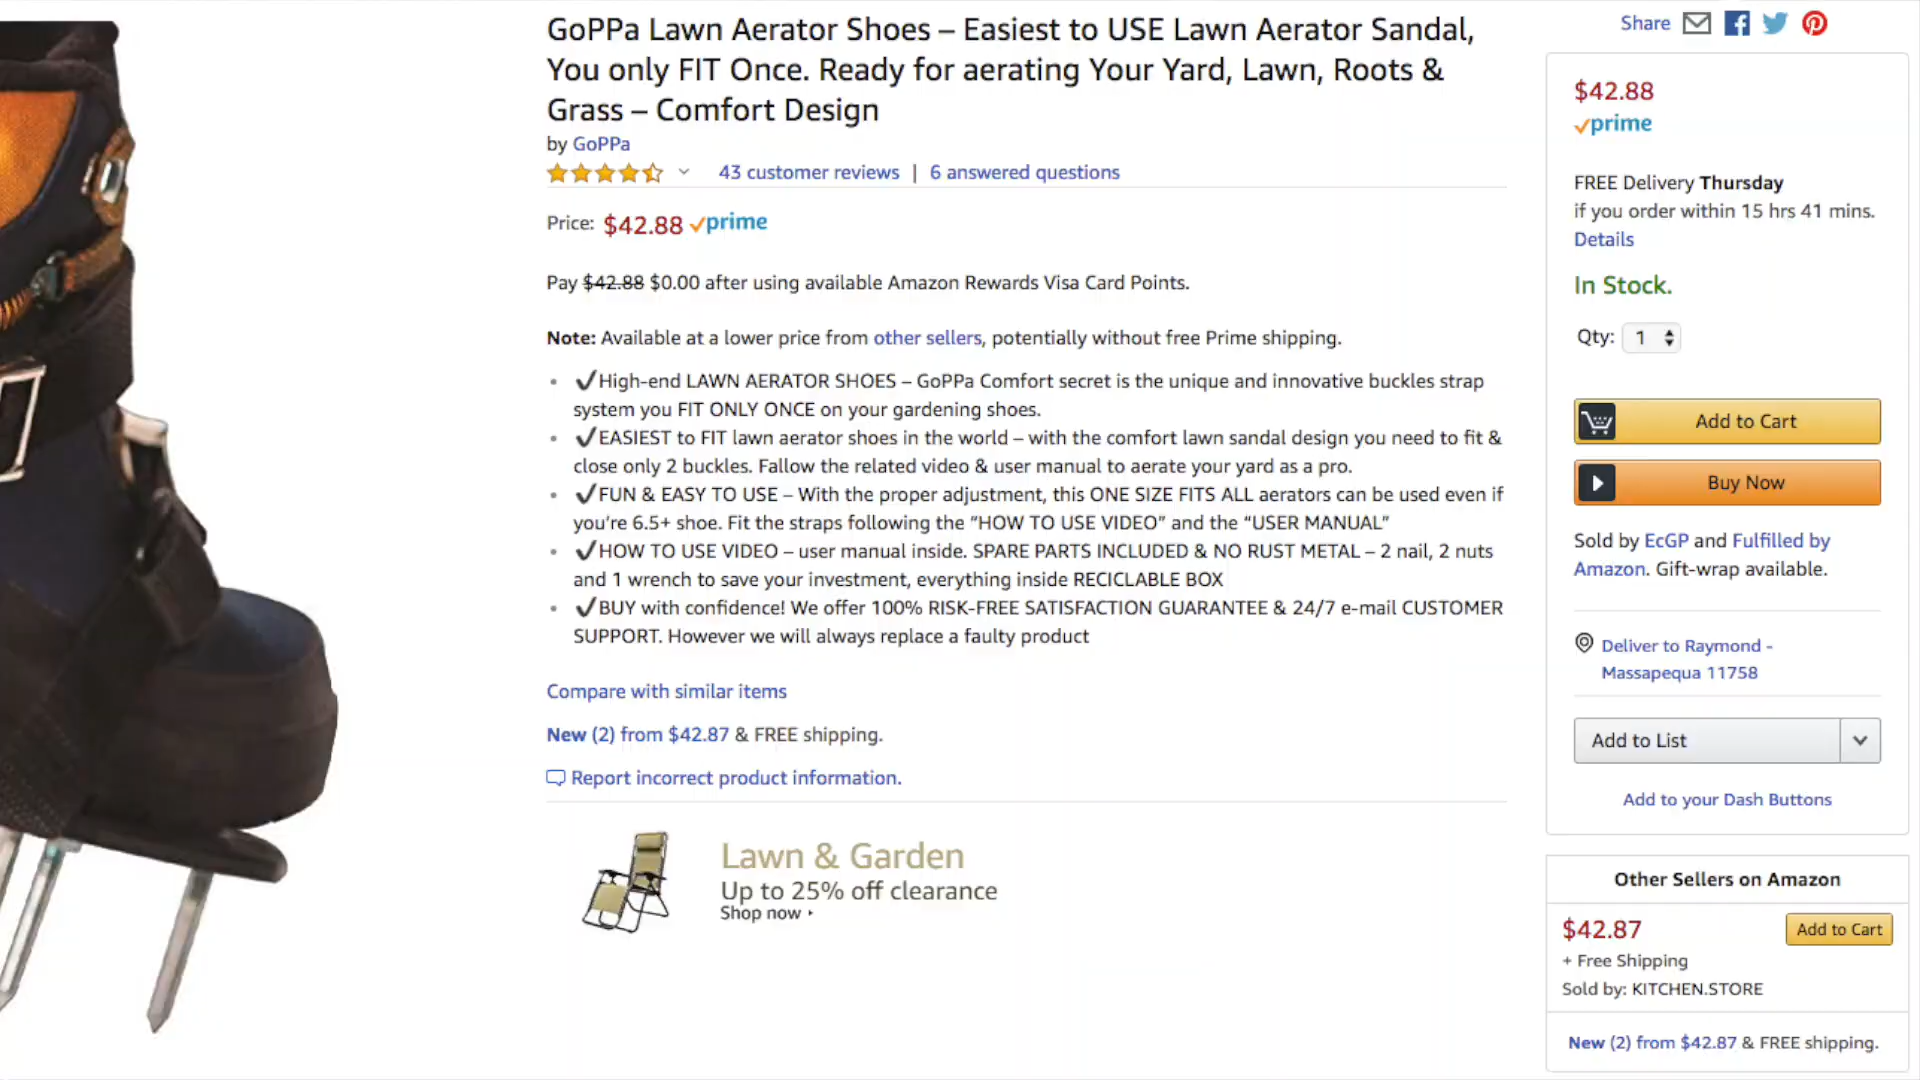 GoPPa Lawn Aerator Shoes – Easiest to USE Lawn Aerator Sandal,
You only FIT Once. Ready for aerating Your Yard, Lawn, Roots &
Grass – Comfort Design
by GoPPa
43 customer reviews | 6 answered questions
Price: $42.88 prime
Pay $42.88 $0.00 after using available Amazon Rewards Visa Card Points.
Note: Available at a lower price from other sellers, potentially without free Prime shipping.
• ✔High-end LAWN AERATOR SHOES – GoPPa Comfort secret is the unique and innovative buckles strap
system you FIT ONLY ONCE on your gardening shoes.
• ✔EASIEST to FIT lawn aerator shoes in the world – with the comfort lawn sandal design you need to fit &
close only 2 buckles. Fallow the related video & user manual to aerate your yard as a pro.
• ✔FUN & EASY TO USE – With the proper adjustment, this ONE SIZE FITS ALL aerators can be used even if
you're 6.5+ shoe. Fit the straps following the “HOW TO USE VIDEO” and the “USER MANUAL”
• ✔HOW TO USE VIDEO – user manual inside. SPARE PARTS INCLUDED & NO RUST METAL – 2 nail, 2 nuts
and 1 wrench to save your investment, everything inside RECICLABLE BOX
• ✔BUY with confidence! We offer 100% RISK-FREE SATISFACTION GUARANTEE & 24/7 e-mail CUSTOMER
SUPPORT. However we will always replace a faulty product
Compare with similar items
New (2) from $42.87 & FREE shipping.
Report incorrect product information.
Lawn & Garden
Up to 25% off clearance
Shop now ▸
Share
$42.88
prime
FREE Delivery Thursday
if you order within 15 hrs 41 mins.
Details
In Stock.
Qty: 1
Add to Cart
Buy Now
Sold by EcGP and Fulfilled by
Amazon. Gift-wrap available.
Deliver to Raymond -
Massapequa 11758
Add to List
Add to your Dash Buttons
Other Sellers on Amazon
$42.87 Add to Cart
+ Free Shipping
Sold by: KITCHEN.STORE
New (2) from $42.87 & FREE shipping.